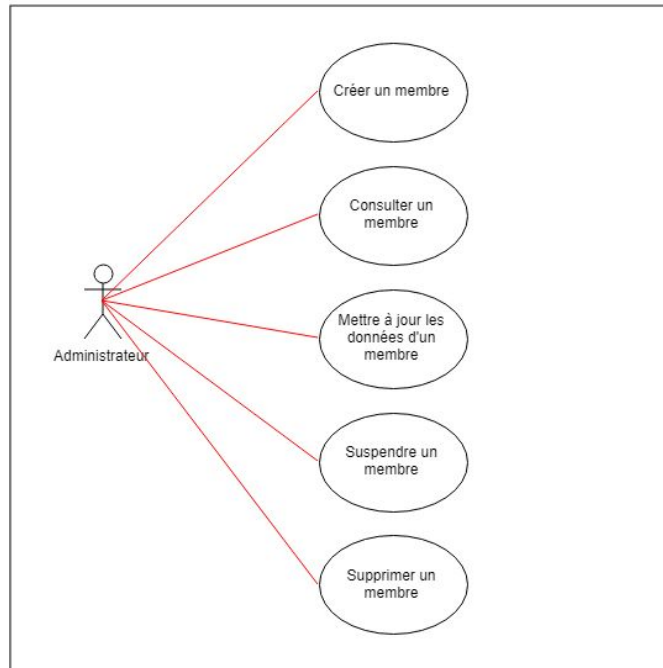 Créer un membre
Consulter un
membre
Mettre à jour les
données d'un
membre
Administrateur
Suspendre un
membre
Supprimer un
membre